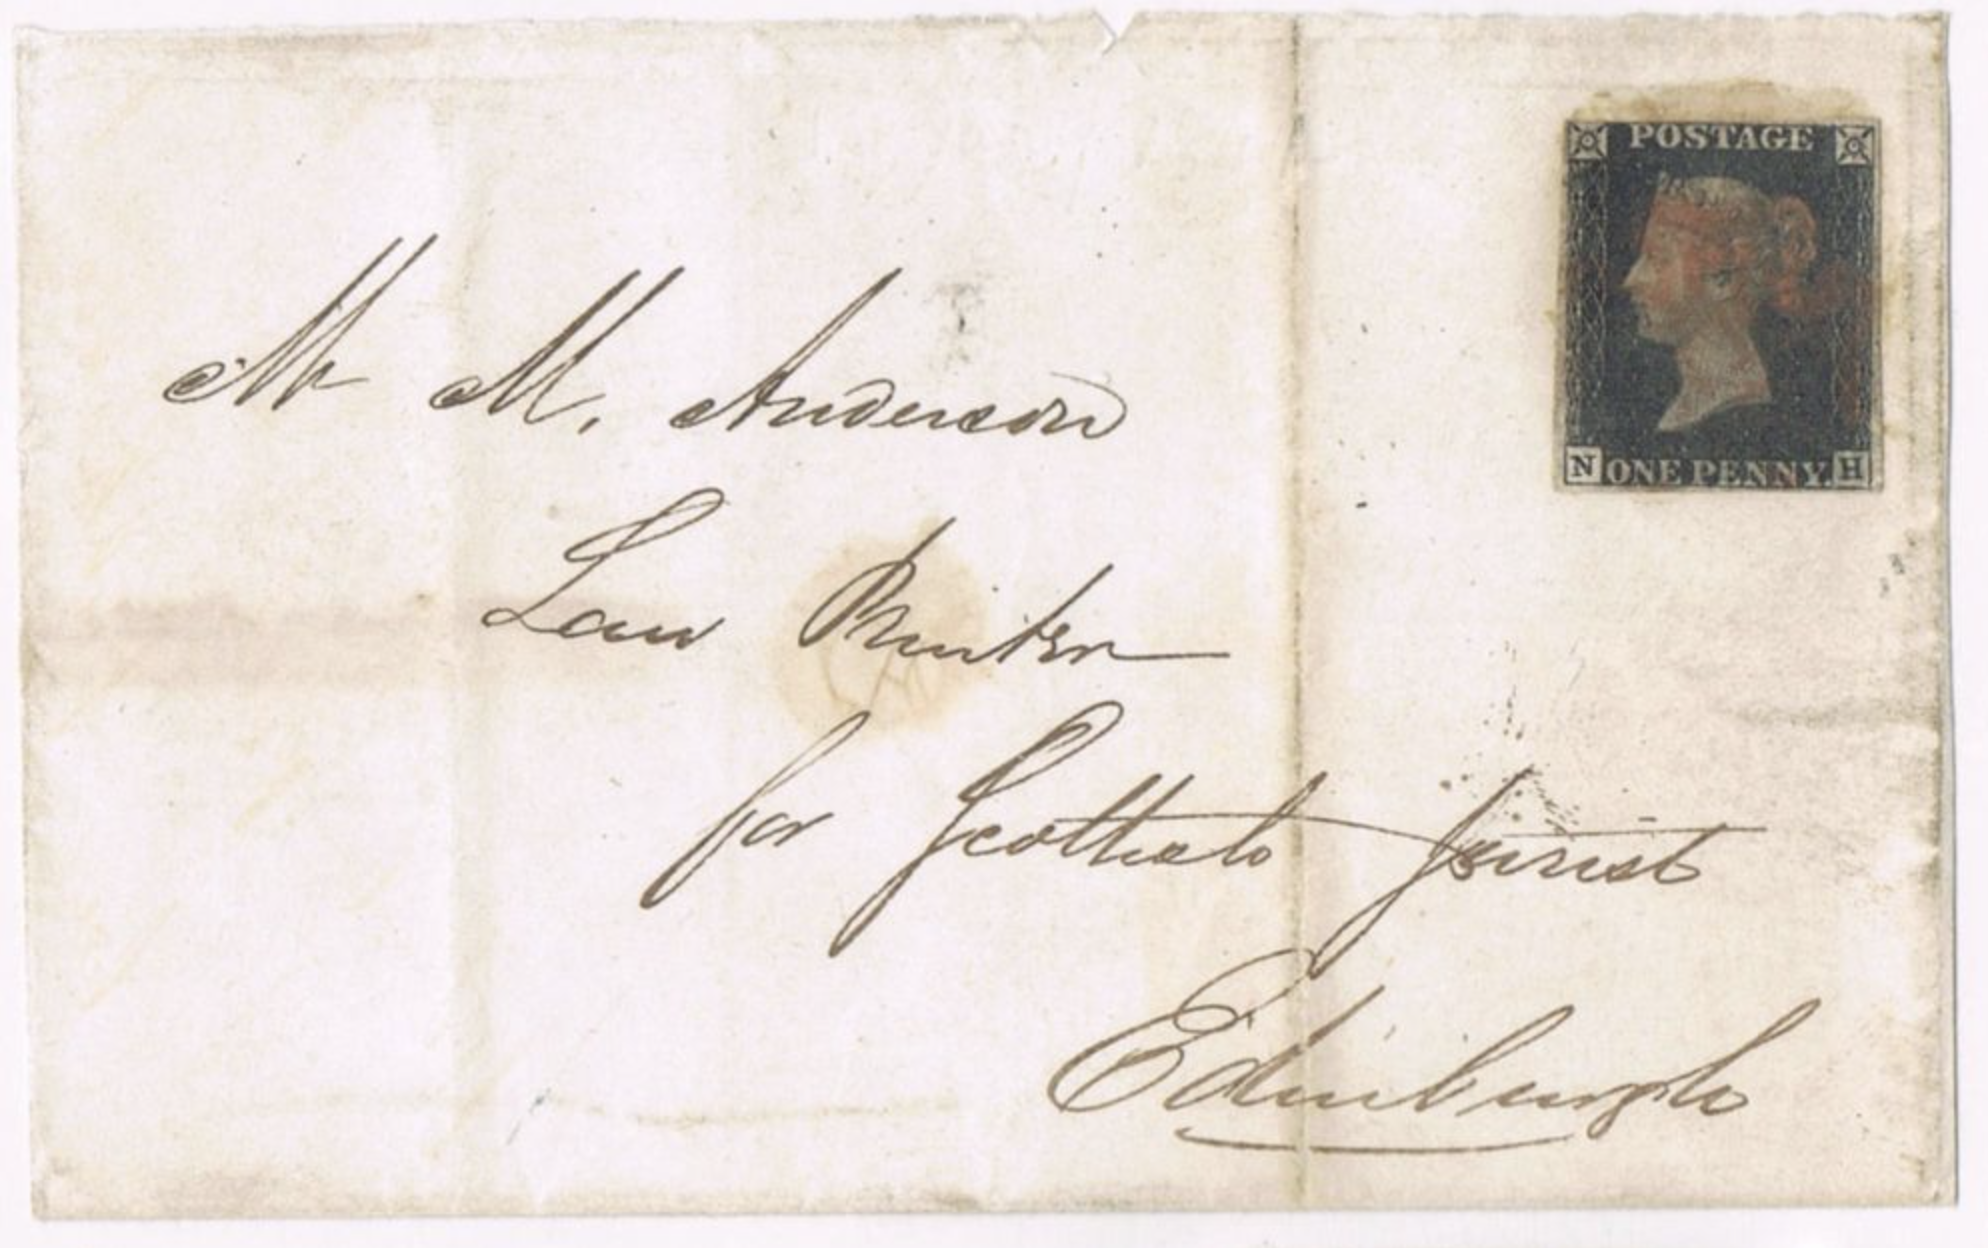 POSTAGE
N ONE PENNY. H
Mr M. Anderson
Law Printer
for Scottish Jurist
Edinburgh